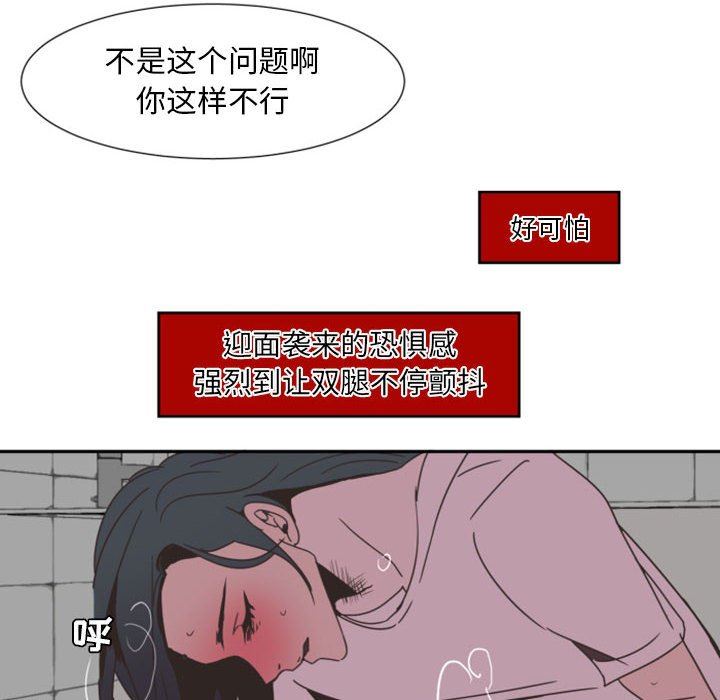 不是这个问题啊
你这样不行
好可怕
迎面袭来的恐惧感
强烈到让双腿不停颤抖
呼